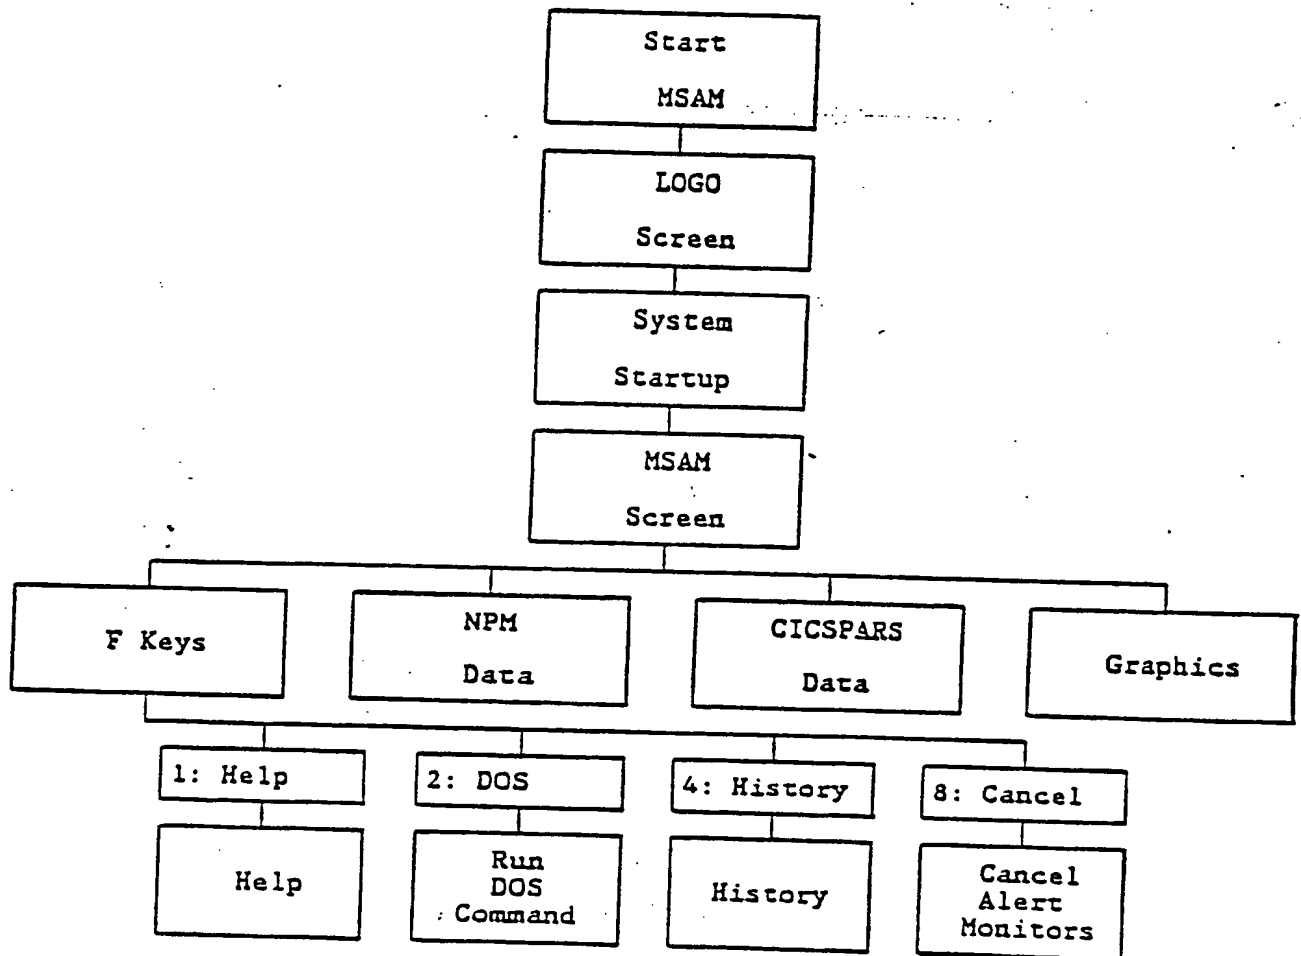 Start
MSAM
LOGO
Screen
System
Startup
MSAM
Screen
F Keys
NPM
Data
CICSPARS
Data
Graphics
1: Help
2: DOS
4: History
8: Cancel
Help
Run
DOS
Command
History
Cancel
Alert
Monitors